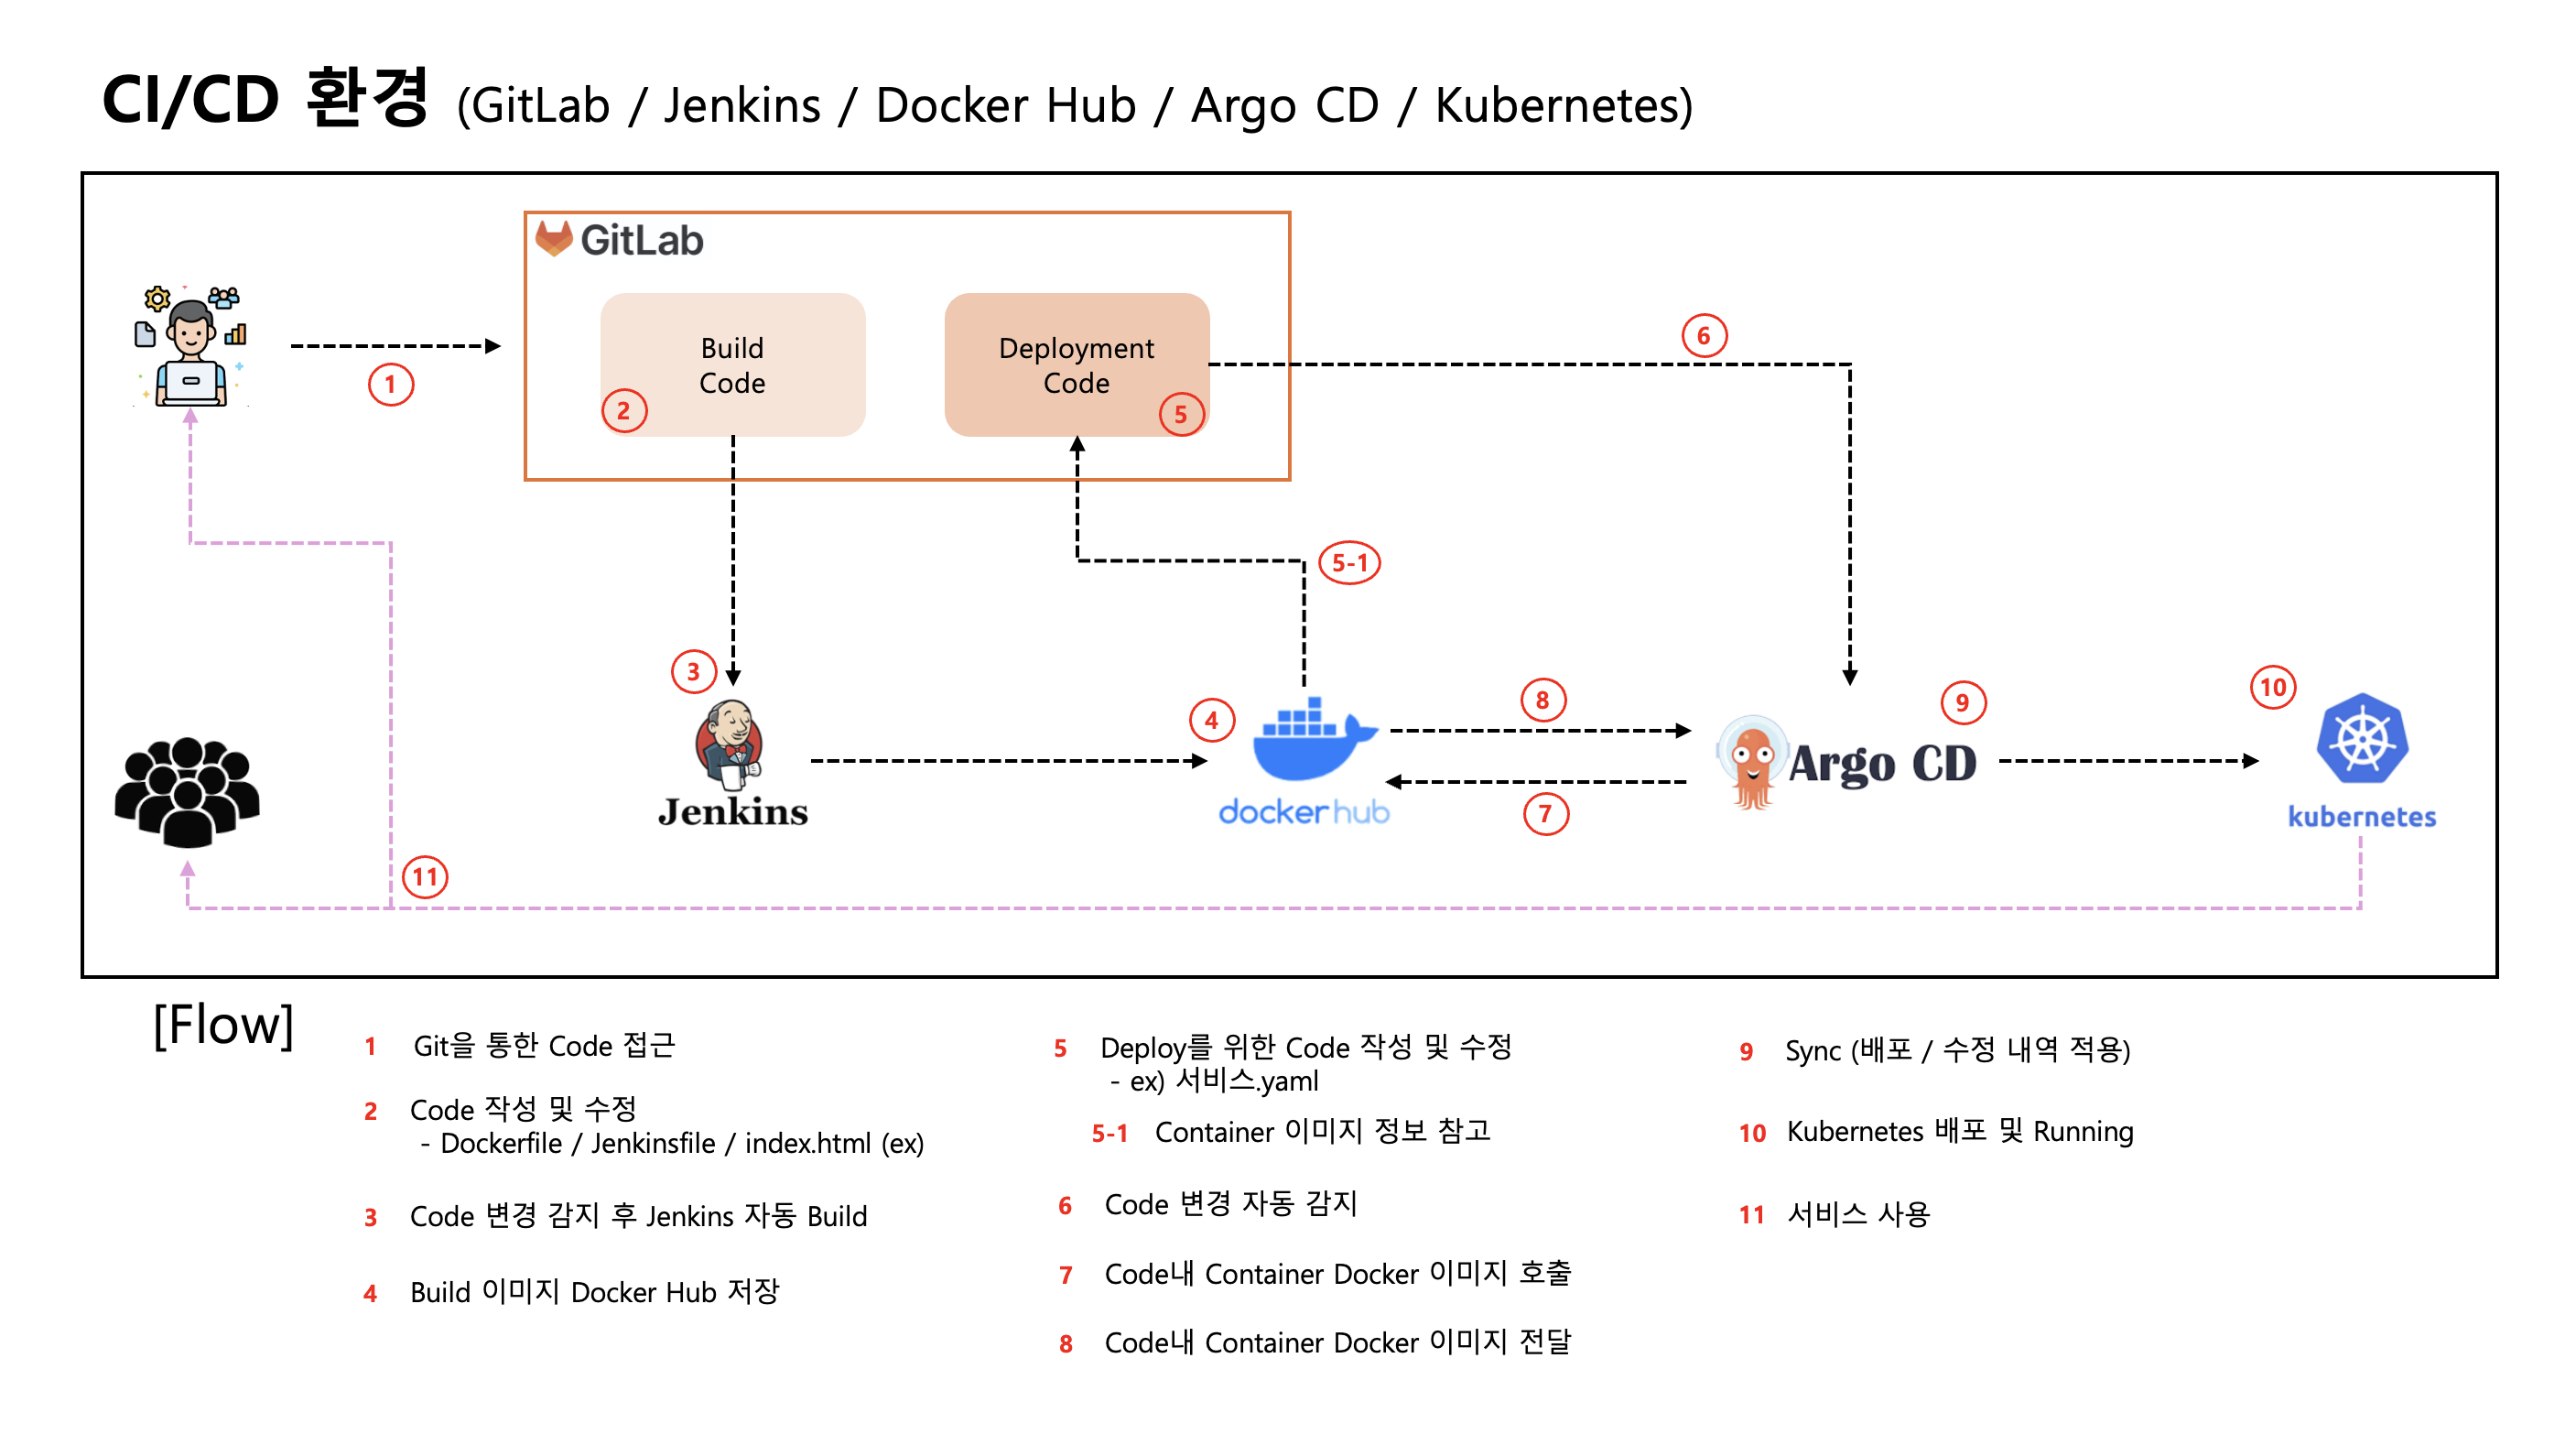 CI/CD 환경 (GitLab / Jenkins / Docker Hub / Argo CD / Kubernetes)
GitLab
Build
Code
2
Deployment
Code
5
1
6
5-1
3
Jenkins
4
docker hub
8
7
Argo CD
9
10
kubernetes
11
[Flow]
1 Git을 통한 Code 접근
2 Code 작성 및 수정
- Dockerfile / Jenkinsfile / index.html (ex)
3 Code 변경 감지 후 Jenkins 자동 Build
4 Build 이미지 Docker Hub 저장
5 Deploy를 위한 Code 작성 및 수정
- ex) 서비스.yaml
5-1 Container 이미지 정보 참고
6 Code 변경 자동 감지
7 Code내 Container Docker 이미지 호출
8 Code내 Container Docker 이미지 전달
9 Sync (배포 / 수정 내역 적용)
10 Kubernetes 배포 및 Running
11 서비스 사용